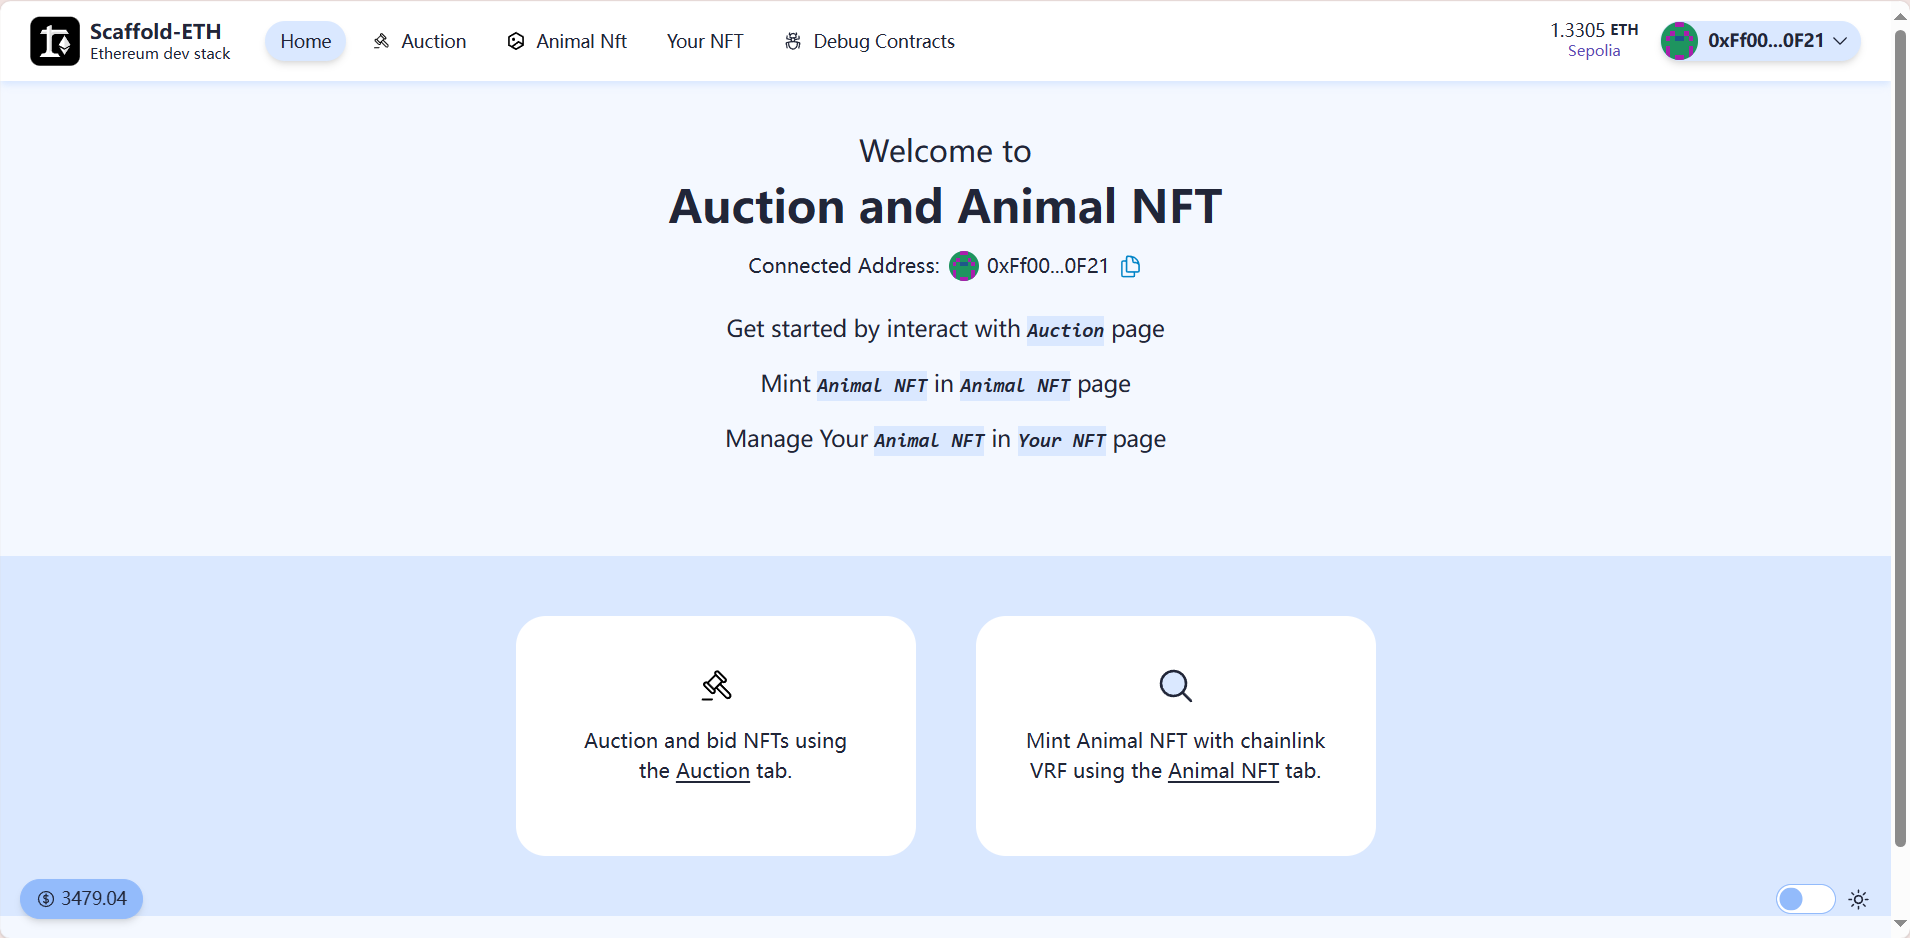 Scaffold-ETH
Ethereum dev stack
Home
Auction
Animal Nft
Your NFT
Debug Contracts
1.3305 ETH
Sepolia
0xFf00...0F21
Welcome to
Auction and Animal NFT
Connected Address: 0xFf00...0F21
Get started by interact with Auction page
Mint Animal NFT in Animal NFT page
Manage Your Animal NFT in Your NFT page
Auction and bid NFTs using
the Auction tab.
Mint Animal NFT with chainlink
VRF using the Animal NFT tab.
3479.04